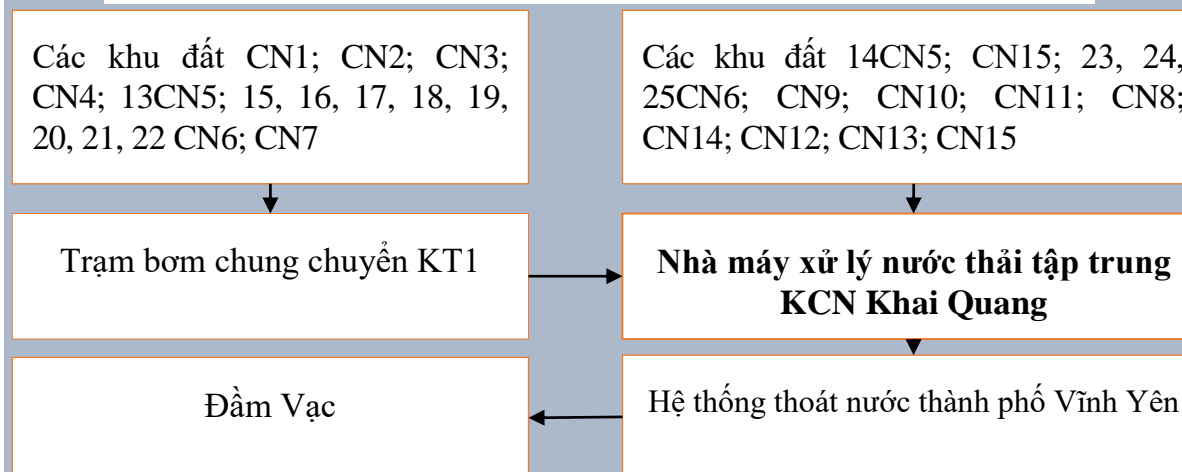 Các khu đất CN1; CN2; CN3;
CN4; 13CN5; 15, 16, 17, 18, 19,
20, 21, 22 CN6; CN7
Các khu đất 14CN5; CN15; 23, 24,
25CN6; CN9; CN10; CN11; CN8;
CN14; CN12; CN13; CN15
Trạm bơm chung chuyển KT1
Nhà máy xử lý nước thải tập trung
KCN Khai Quang
Đầm Vạc
Hệ thống thoát nước thành phố Vĩnh Yên